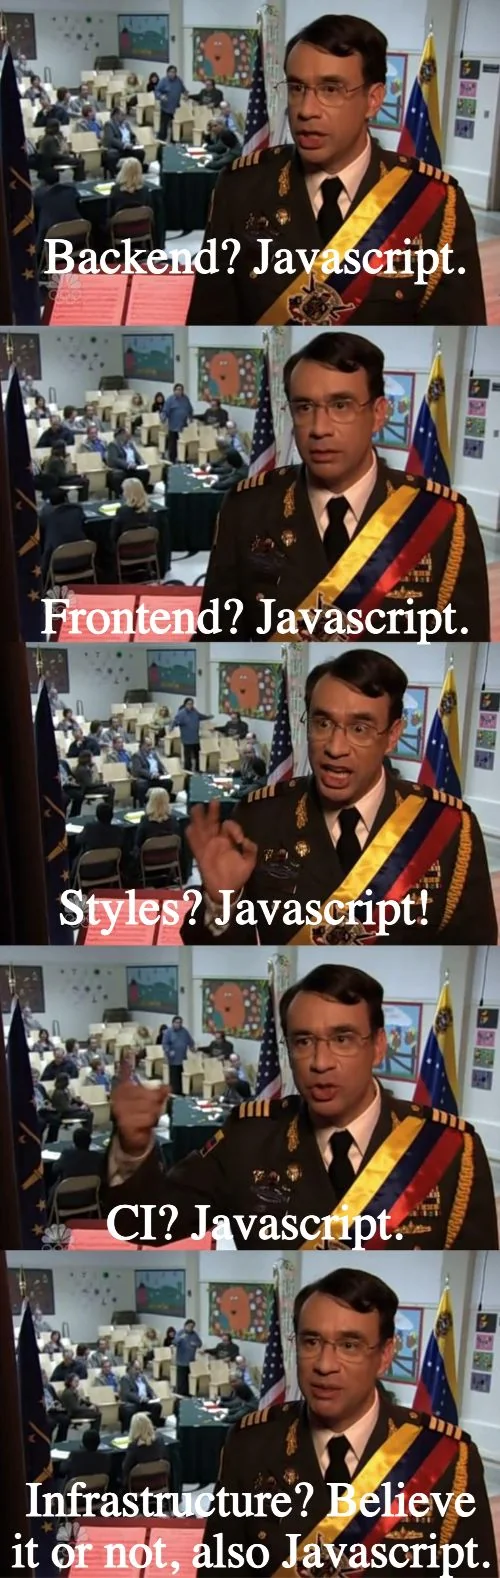 Backend? Javascript.
Frontend? Javascript.
Styles? Javascript!
CI? Javascript.
Infrastructure? Believe
it or not, also Javascript.